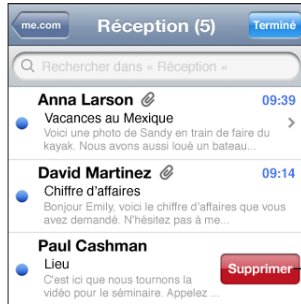 me.com
Réception (5)
Terminé
Rechercher dans « Réception »
Anna Larson
09:39
Vacances au Mexique
Voici une photo de Sandy en train de faire du
kayak. Nous avons aussi loué un bateau...
David Martinez
09:14
Chiffre d'affaires
Bonjour Emily, voici le chiffre d'affaires que vous
avez demandé. N'hésitez pas à me...
Paul Cashman
Lieu
Supprimer
C'est ici que nous tournons la
vidéo pour le séminaire. Appelez ...